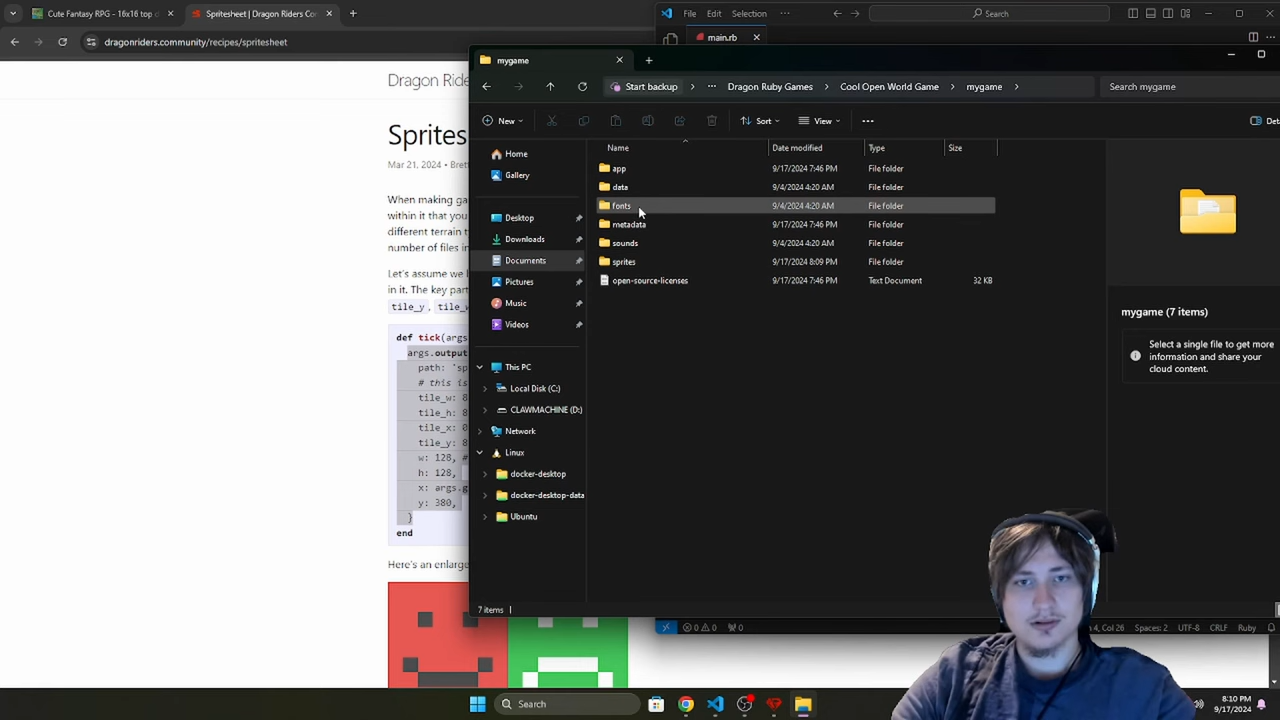 Cute Fantasy RPG - 16x16 top d
Spritesheet | Dragon Riders Co
dragonriders.community/recipes/spritesheet
File Edit Selection ...
Search
main.rb
Dragon Ride
Sprites
Mar 21, 2024 • Bret
When making ga
within it that you
different terrain t
number of files in
Let's assume we l
in it. The key part
tile_y, tile_w
def tick(args
args.output
path: 'sp
# this is
tile_w: 8
tile_h: 8
tile_x: 0
tile_y: 8
w: 128, #
h: 128,
x: args.g
y: 380,
}
end
Here's an enlarge
mygame
Start backup ... Dragon Ruby Games Cool Open World Game mygame
Search mygame
New Sort View ... Det
Name Date modified Type Size
Home
Gallery
Desktop
Downloads
Documents
Pictures
Music
Videos
This PC
Local Disk (C:)
CLAWMACHINE (D:)
Network
Linux
docker-desktop
docker-desktop-data
Ubuntu
app 9/17/2024 7:46 PM File folder
data 9/4/2024 4:20 AM File folder
fonts 9/4/2024 4:20 AM File folder
metadata 9/17/2024 7:46 PM File folder
sounds 9/4/2024 4:20 AM File folder
sprites 9/17/2024 8:09 PM File folder
open-source-licenses 9/17/2024 7:46 PM Text Document 32 KB
mygame (7 items)
Select a single file to get more
information and share your
cloud content.
7 items
0 0 0
4, Col 26 Spaces: 2 UTF-8 CRLF Ruby
Search
8:10 PM
9/17/2024